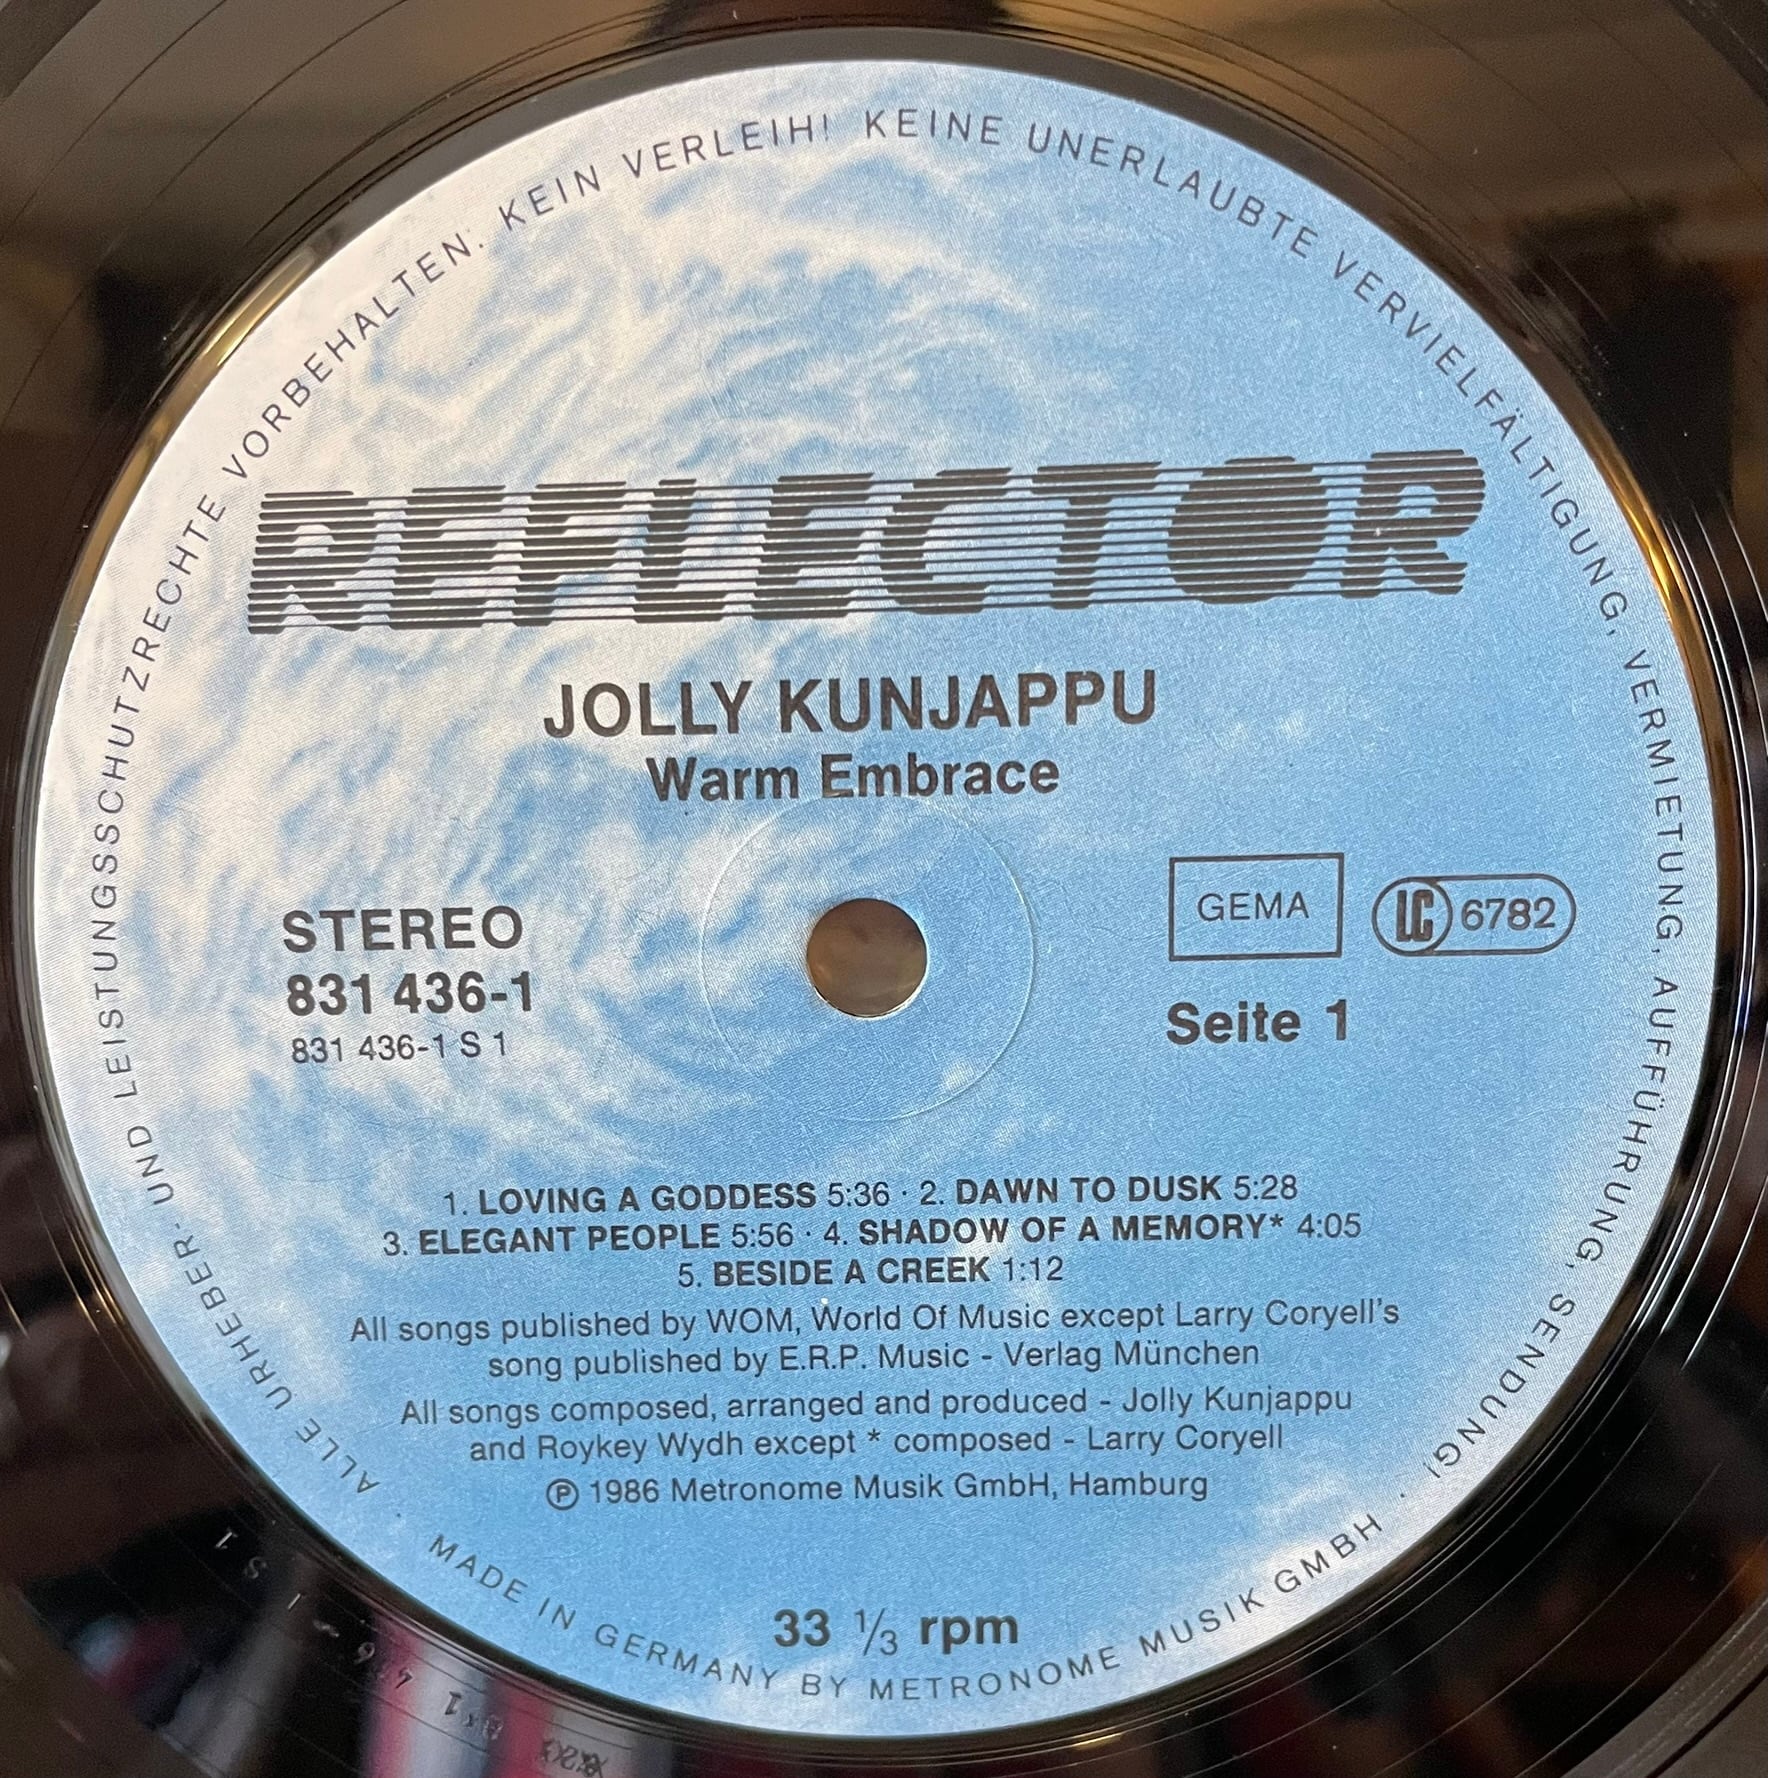 ALLE URHEBER- UND LEISTUNGSSCHUTZRECHTE VORBEHALTEN. KEIN VERLEIH! KEINE UNERLAUBTE VERVIELFÄLTIGUNG, VERMIETUNG, AUFFÜHRUNG, SENDUNG!
REFLECTOR
JOLLY KUNJAPPU
Warm Embrace
STEREO
831 436-1
831 436-1 S 1
GEMA
LC 6782
Seite 1
1. LOVING A GODDESS 5:36 · 2. DAWN TO DUSK 5:28
3. ELEGANT PEOPLE 5:56 · 4. SHADOW OF A MEMORY* 4:05
5. BESIDE A CREEK 1:12
All songs published by WOM, World Of Music except Larry Coryell's
song published by E.R.P. Music - Verlag München
All songs composed, arranged and produced - Jolly Kunjappu
and Roykey Wydh except * composed - Larry Coryell
Ⓟ 1986 Metronome Musik GmbH, Hamburg
33 1/3 rpm
· MADE IN GERMANY BY METRONOME MUSIK GMBH ·